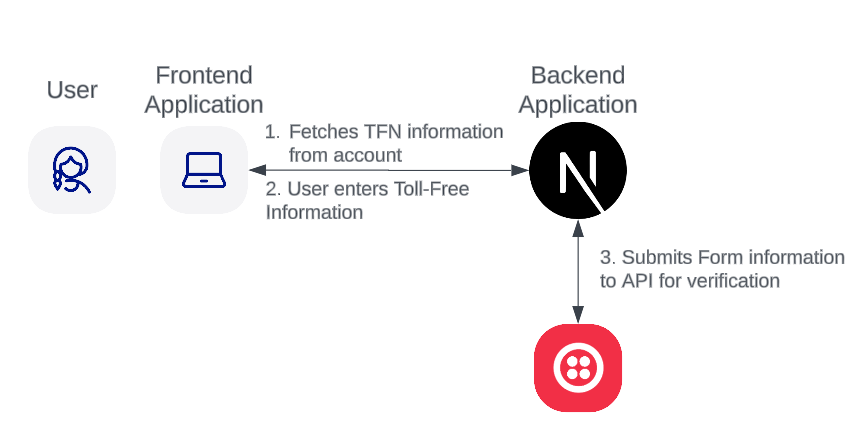 User
Frontend
Application
Backend
Application
1. Fetches TFN information
from account
2. User enters Toll-Free
Information
N
3. Submits Form information
to API for verification